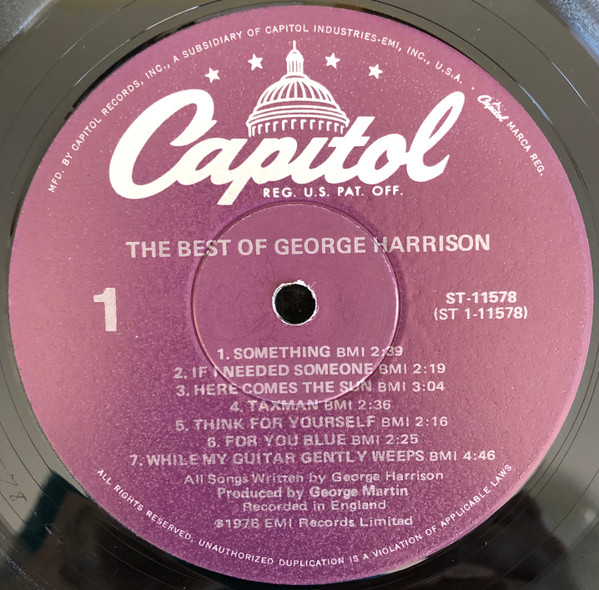 MFD. BY CAPITOL RECORDS, INC., A SUBSIDIARY OF CAPITOL INDUSTRIES-EMI, INC., U.S.A. · Capitol MARCA REG.
Capitol
REG. U.S. PAT. OFF.
THE BEST OF GEORGE HARRISON
1
ST-11578
(ST 1-11578)
1. SOMETHING BMI 2:39
2. IF I NEEDED SOMEONE BMI 2:19
3. HERE COMES THE SUN BMI 3:04
4. TAXMAN BMI 2:36
5. THINK FOR YOURSELF BMI 2:16
6. FOR YOU BLUE BMI 2:25
7. WHILE MY GUITAR GENTLY WEEPS BMI 4:46
All Songs Written by George Harrison
Produced by George Martin
Recorded in England
℗1976 EMI Records Limited
ALL RIGHTS RESERVED. UNAUTHORIZED DUPLICATION IS A VIOLATION OF APPLICABLE LAWS